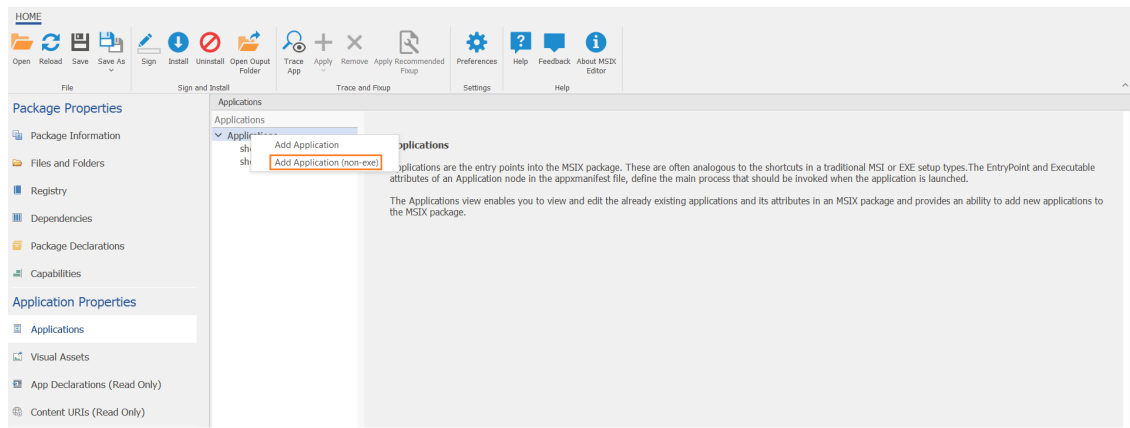 HOME
Open Reload Save Save As Sign Install Uninstall Open Ouput Folder Trace App Apply Remove Apply Recommended Fixup Preferences Help Feedback About MSIX Editor
File Sign and Install Trace and Fixup Settings Help
Package Properties
Package Information
Files and Folders
Registry
Dependencies
Package Declarations
Capabilities
Application Properties
Applications
Visual Assets
App Declarations (Read Only)
Content URIs (Read Only)
Applications
Applications
Applications
Add Application
Add Application (non-exe)
Applications
Applications are the entry points into the MSIX package. These are often analogous to the shortcuts in a traditional MSI or EXE setup types.The EntryPoint and Executable
attributes of an Application node in the appxmanifest file, define the main process that should be invoked when the application is launched.
The Applications view enables you to view and edit the already existing applications and its attributes in an MSIX package and provides an ability to add new applications to
the MSIX package.